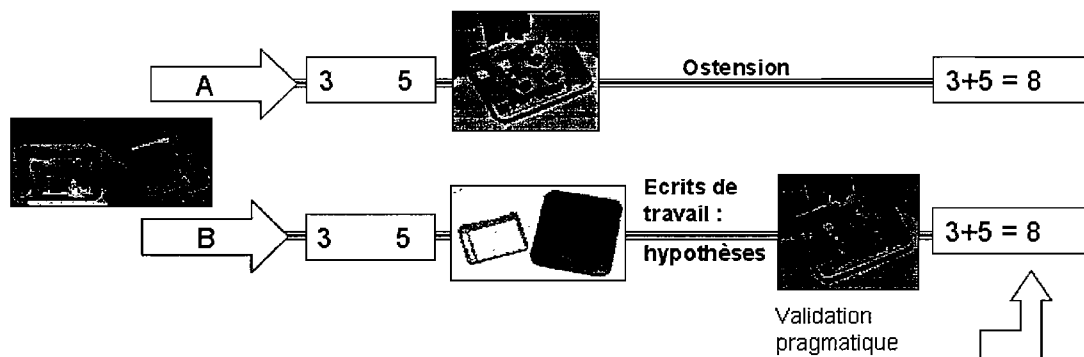 A
3 5
Ostension
3+5 = 8
B
3 5
Ecrits de
travail :
hypothèses
3+5 = 8
Validation
pragmatique